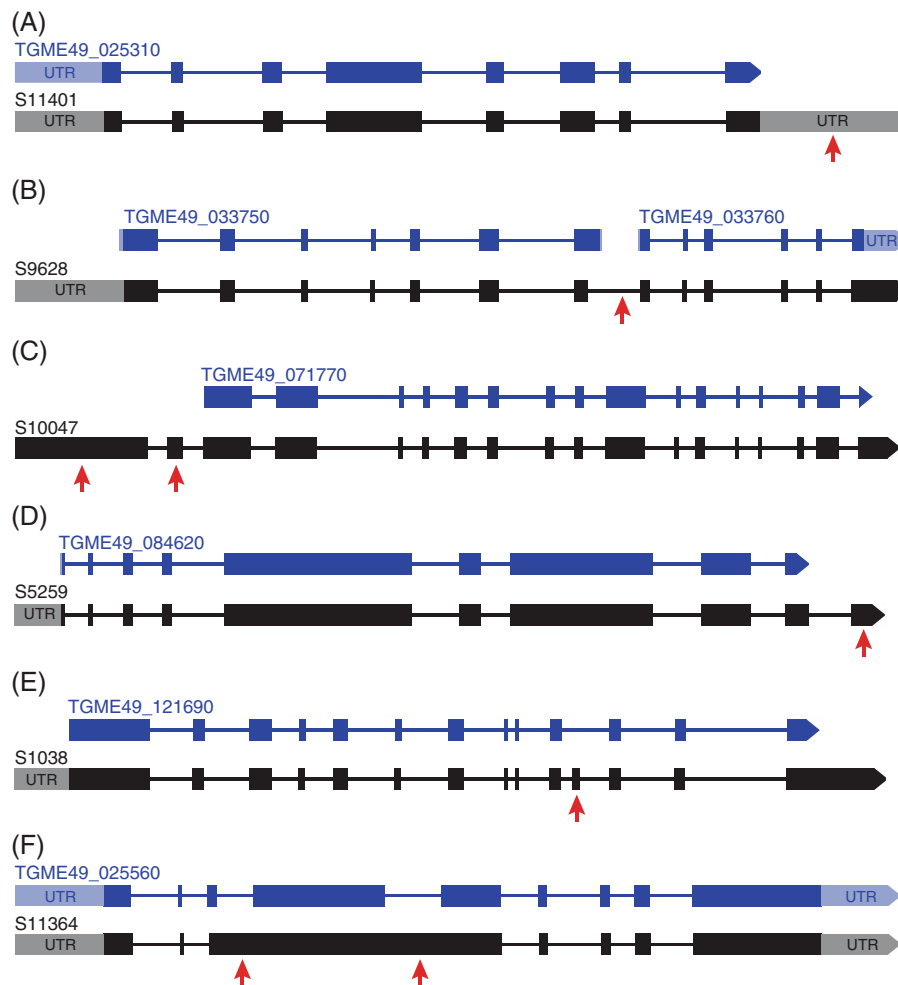 (A)
TGME49_025310
UTR
S11401
UTR UTR
(B)
TGME49_033750 TGME49_033760
UTR
S9628
UTR
(C)
TGME49_071770
S10047
(D)
TGME49_084620
S5259
UTR
(E)
TGME49_121690
S1038
UTR
(F)
TGME49_025560
UTR UTR
S11364
UTR UTR